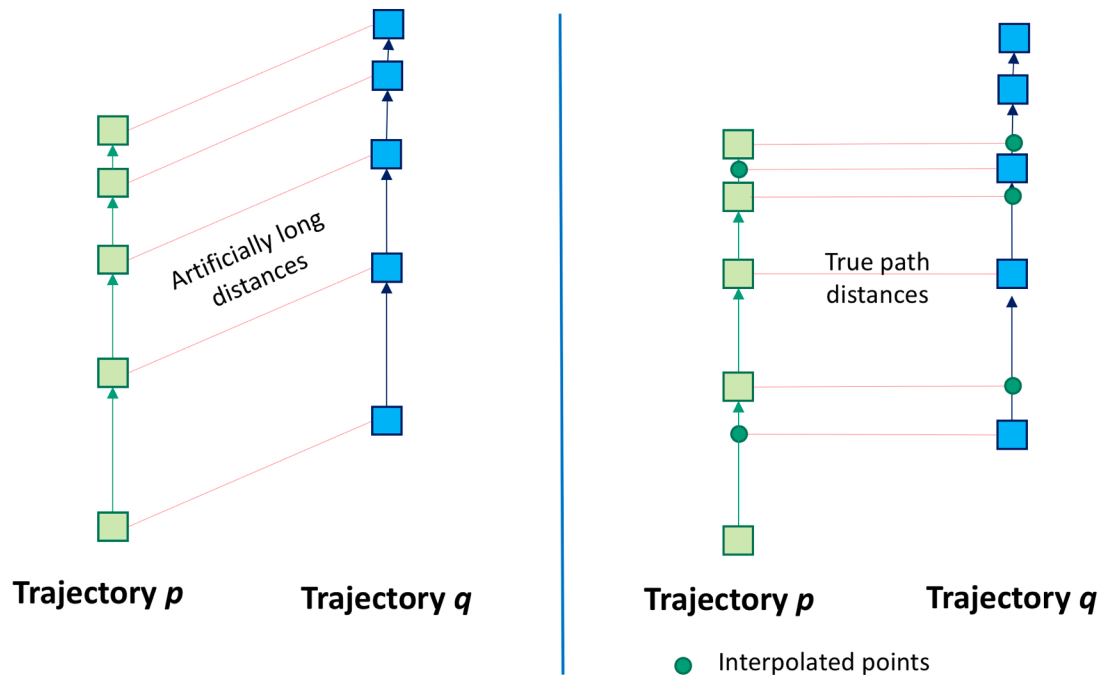 Artificially long
distances
Trajectory p
Trajectory q
True path
distances
Trajectory p
Trajectory q
Interpolated points